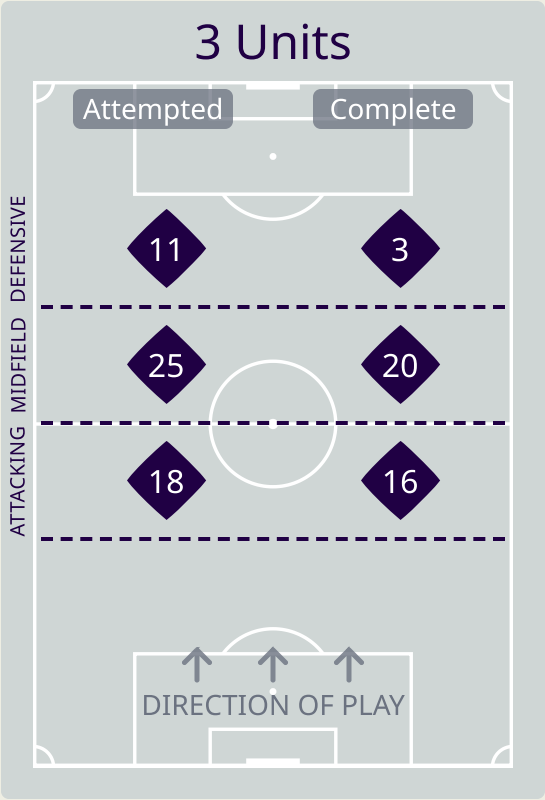 3 Units
Attempted Complete
DEFENSIVE
11 3
MIDFIELD
25 20
ATTACKING
18 16
DIRECTION OF PLAY